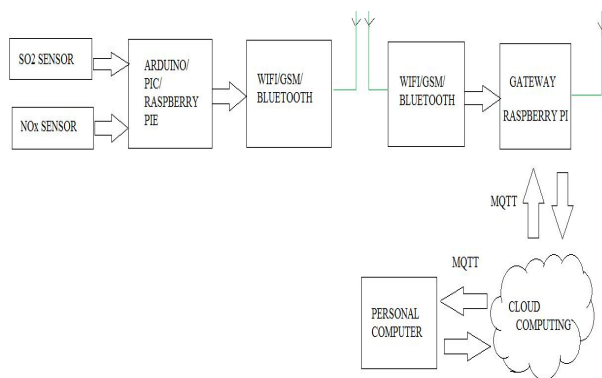 SO2 SENSOR
NOx SENSOR
ARDUINO/
PIC/
RASPBERRY
PIE
WIFI/GSM/
BLUETOOTH
WIFI/GSM/
BLUETOOTH
GATEWAY
RASPBERRY PI
MQTT
MQTT
PERSONAL
COMPUTER
CLOUD
COMPUTING